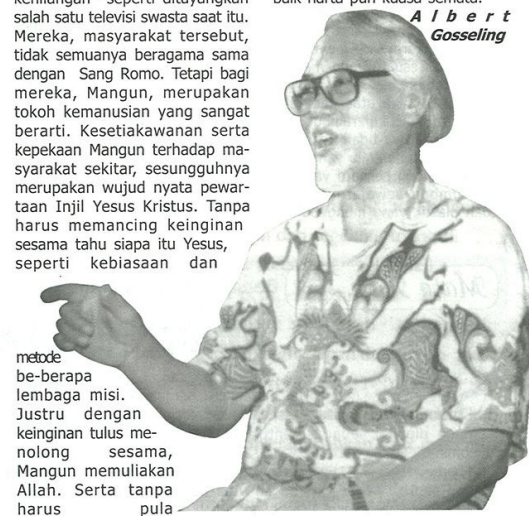 kehilangan seperti ditayangkan
salah satu televisi swasta saat itu.
Mereka, masyarakat tersebut,
tidak semuanya beragama sama
dengan Sang Romo. Tetapi bagi
mereka, Mangun, merupakan
tokoh kemanusian yang sangat
berarti. Kesetiakawanan serta
kepekaan Mangun terhadap ma-
syarakat sekitar, sesungguhnya
merupakan wujud nyata pewar-
taan Injil Yesus Kristus. Tanpa
harus memancing keinginan
sesama tahu siapa itu Yesus,
seperti kebiasaan dan
metode
be-berapa
lembaga misi.
Justru dengan
keinginan tulus me-
nolong sesama,
Mangun memuliakan
Allah. Serta tanpa
harus pula
baik harta pun kuasa semata.
Albert
Gosseling